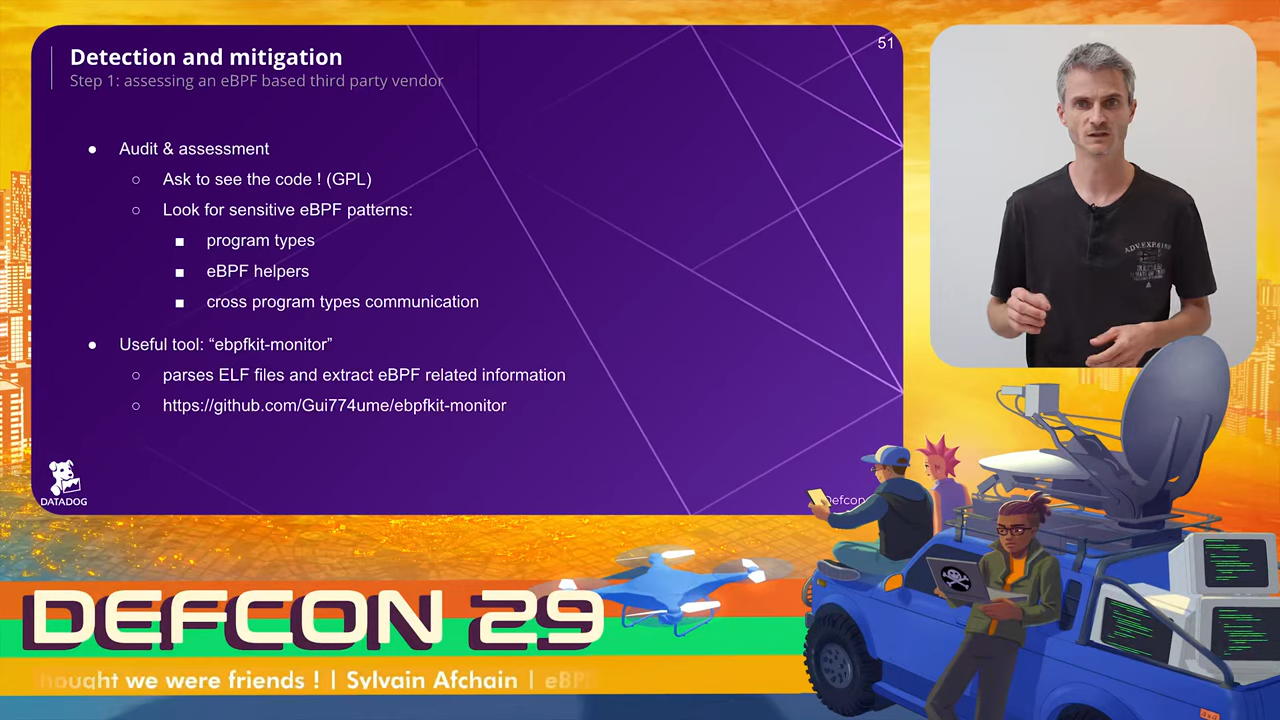 51
Detection and mitigation
Step 1: assessing an eBPF based third party vendor
● Audit & assessment
○ Ask to see the code ! (GPL)
○ Look for sensitive eBPF patterns:
■ program types
■ eBPF helpers
■ cross program types communication
● Useful tool: “ebpfkit-monitor”
○ parses ELF files and extract eBPF related information
○ https://github.com/Gui774ume/ebpfkit-monitor
DATADOG
Defcon
ADV.EXP.
DEFCON 29
hought we were friends ! | Sylvain Afchain | eBP